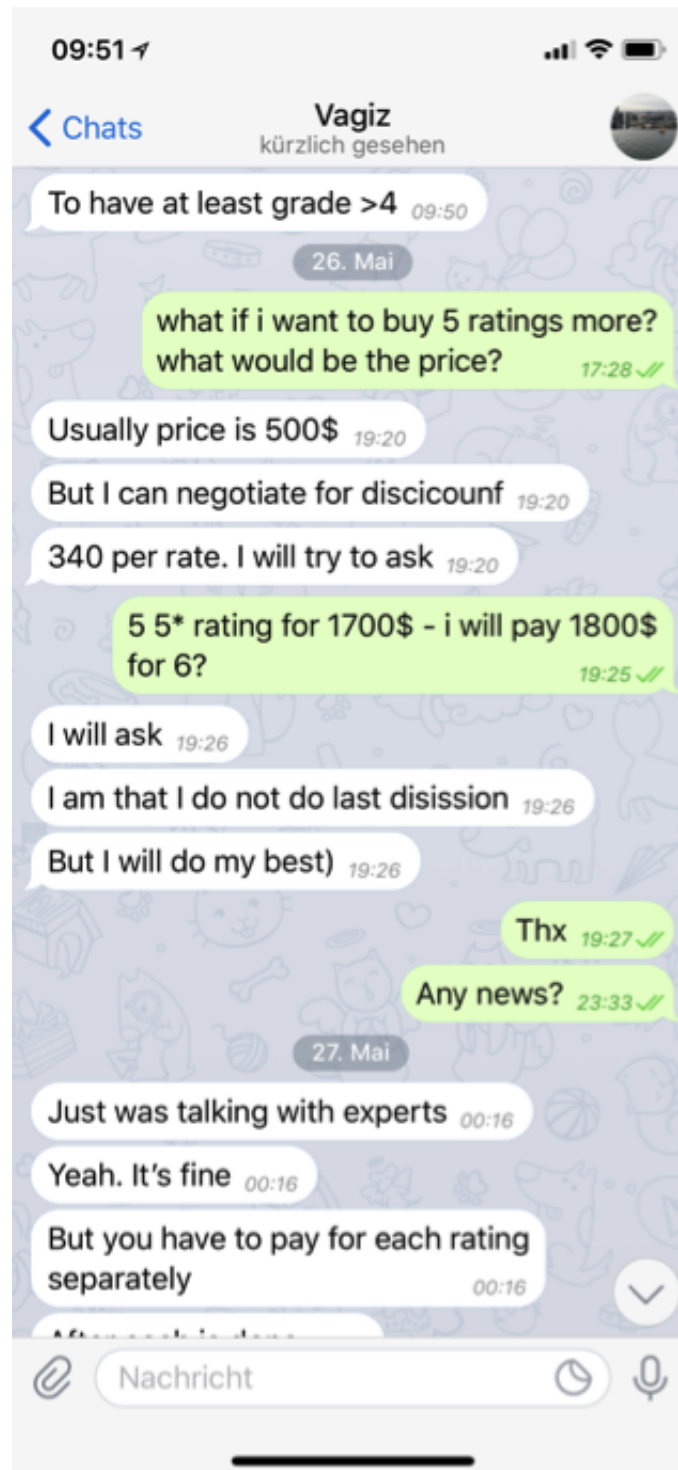 09:51
Chats
Vagiz
kürzlich gesehen
To have at least grade >4 09:50
26. Mai
what if i want to buy 5 ratings more?
what would be the price? 17:28
Usually price is 500$ 19:20
But I can negotiate for discicounf 19:20
340 per rate. I will try to ask 19:20
5 5* rating for 1700$ - i will pay 1800$
for 6? 19:25
I will ask 19:26
I am that I do not do last disission 19:26
But I will do my best) 19:26
Thx 19:27
Any news? 23:33
27. Mai
Just was talking with experts 00:16
Yeah. It's fine 00:16
But you have to pay for each rating
separately 00:16
Nachricht